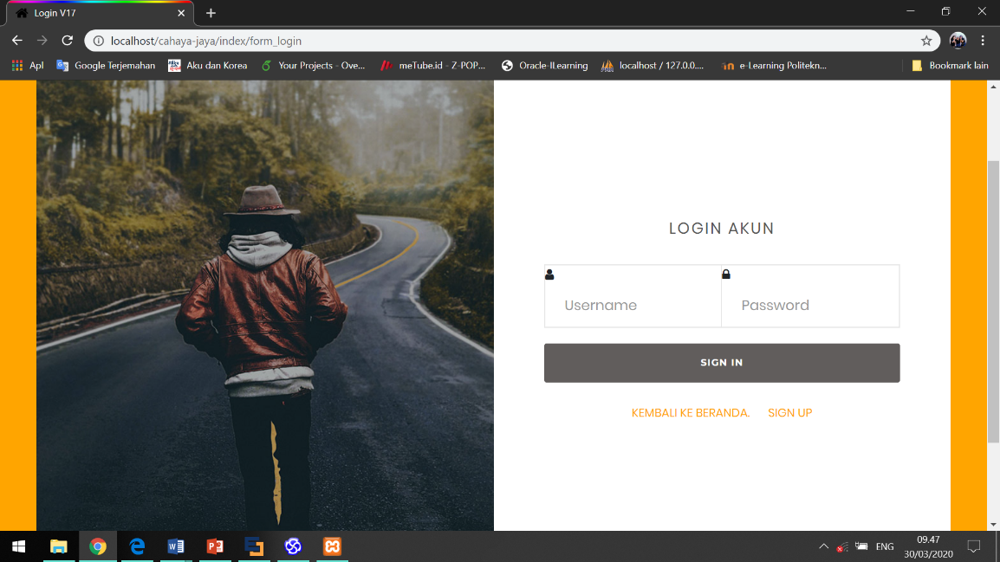 Login V17
localhost/cahaya-jaya/index/form_login
Apl Google Terjemahan Aku dan Korea Your Projects - Ove... meTube.id - Z-POP... Oracle-ILearning localhost / 127.0.0.... e-Learning Politekn... Bookmark lain
LOGIN AKUN
Username Password
SIGN IN
KEMBALI KE BERANDA. SIGN UP
ENG
09.47
30/03/2020